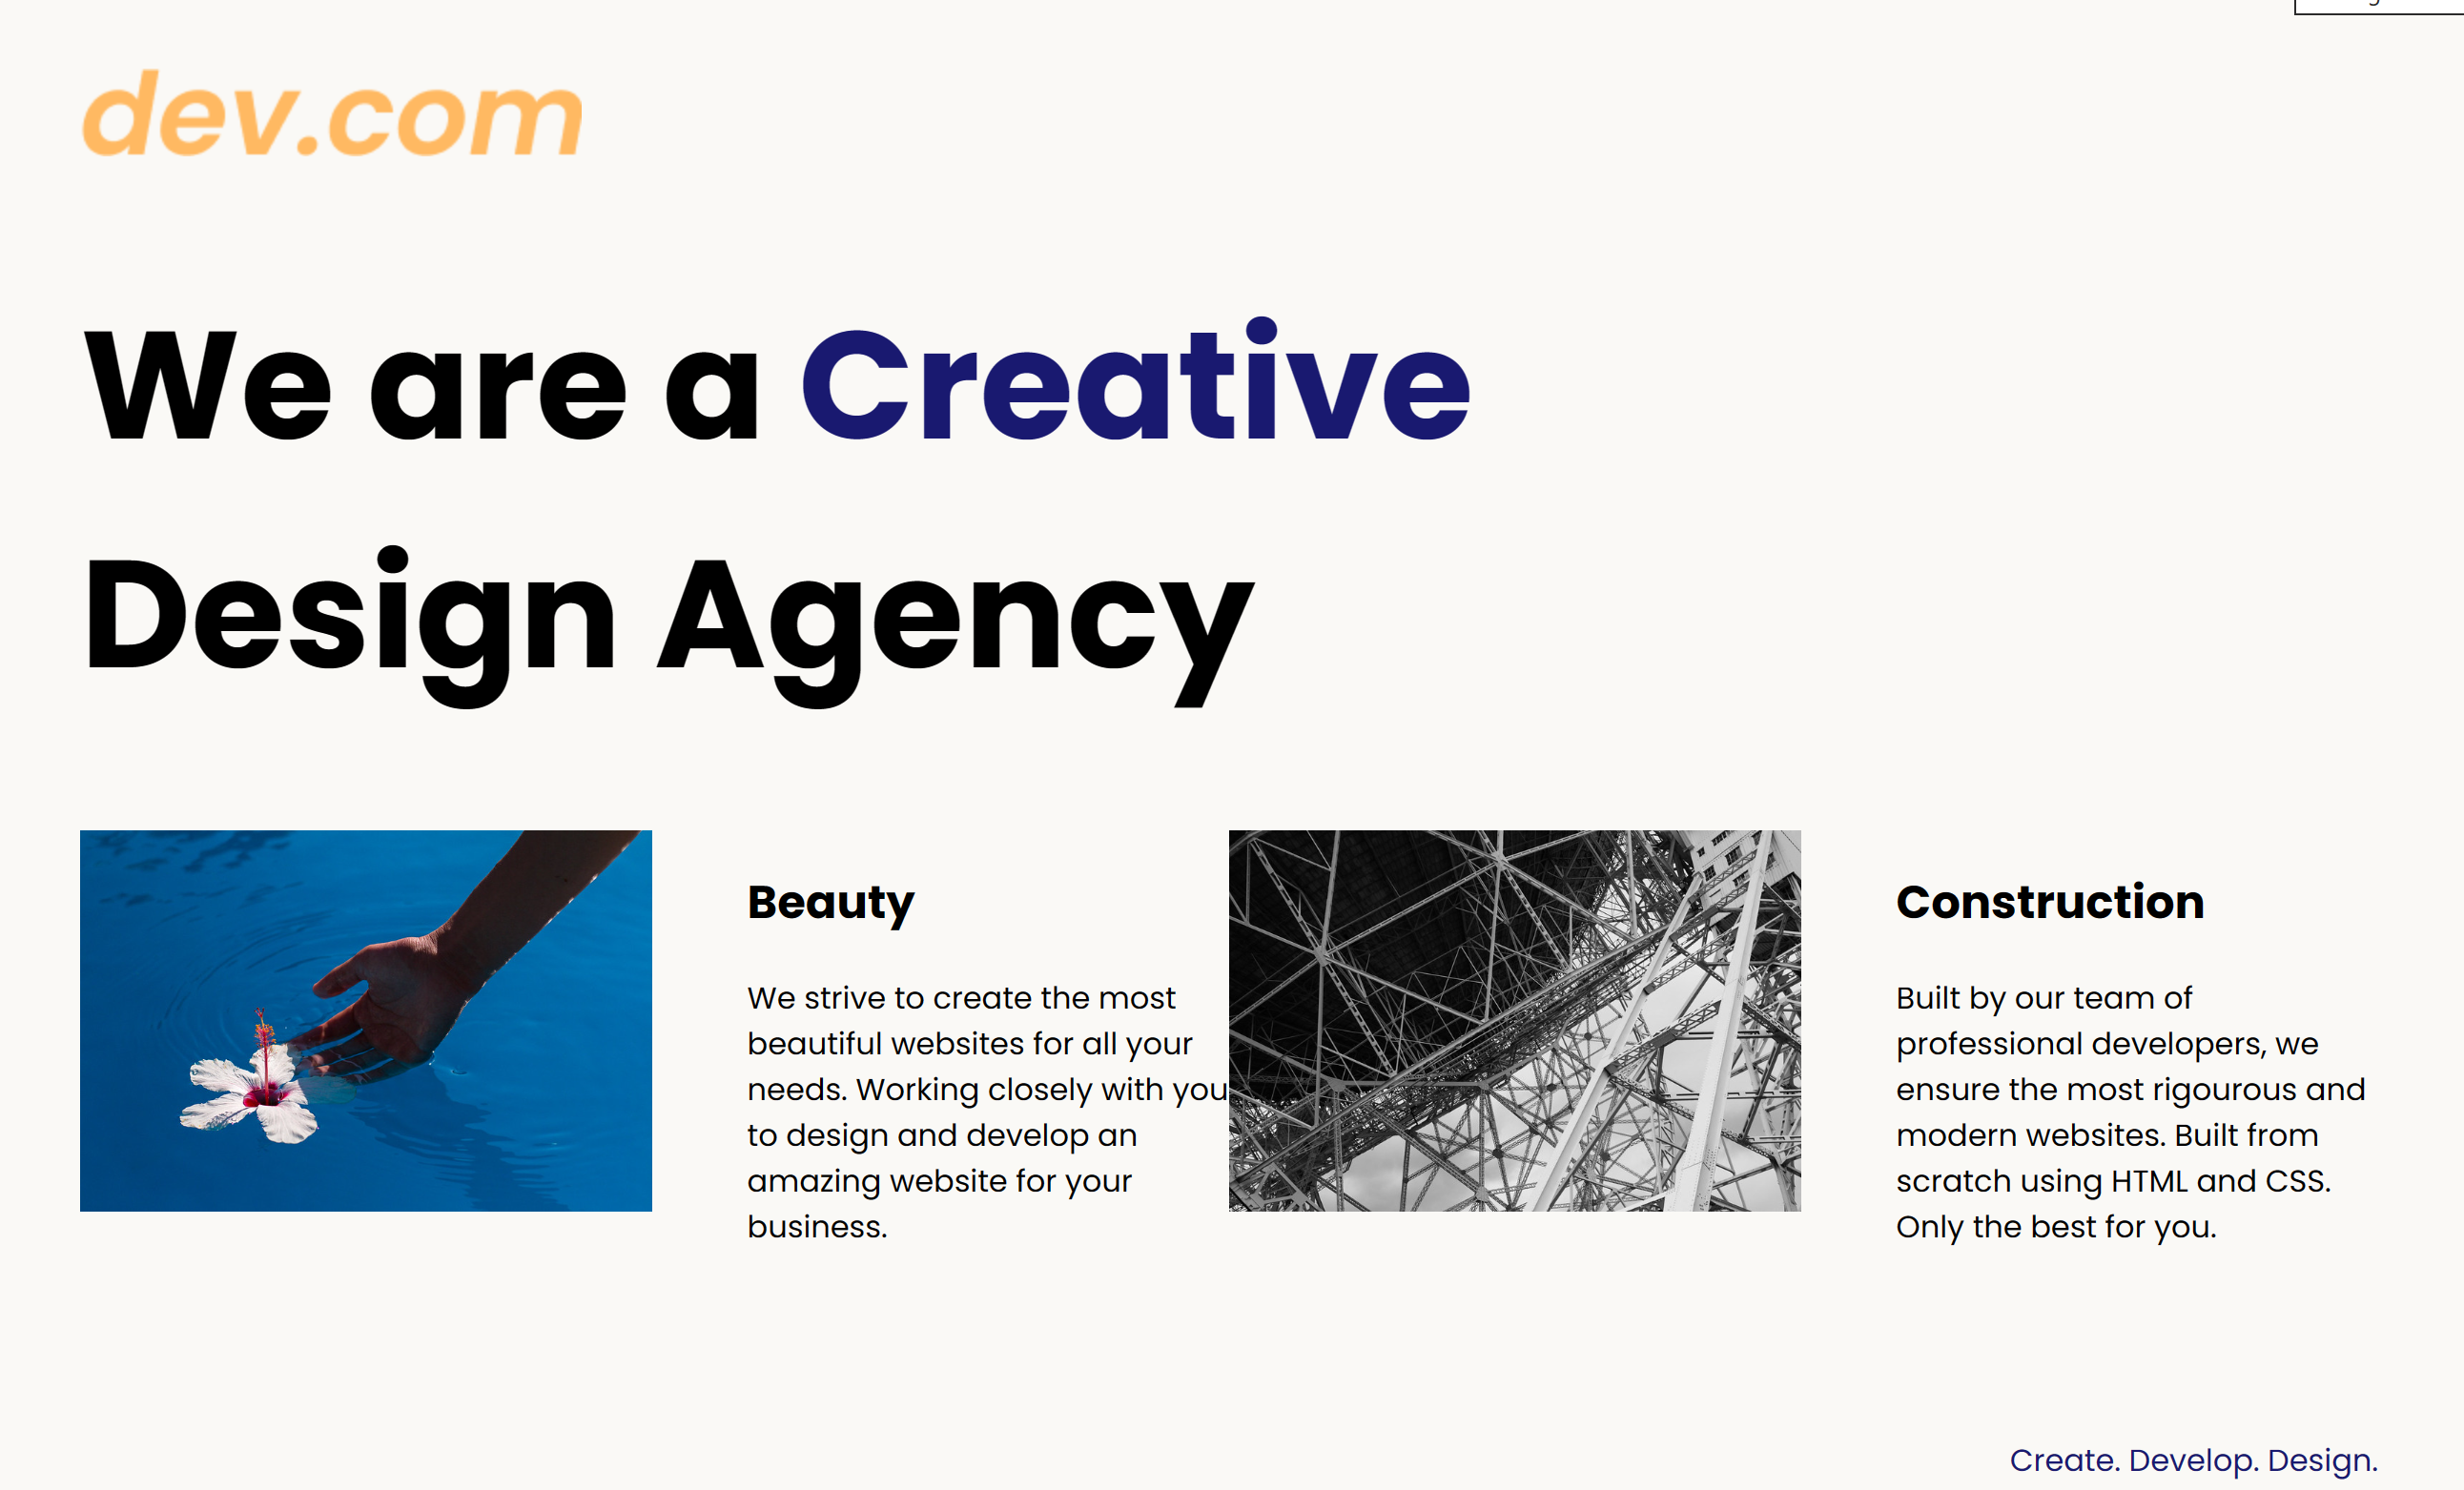 dev.com
We are a Creative
Design Agency
Beauty
We strive to create the most
beautiful websites for all your
needs. Working closely with you
to design and develop an
amazing website for your
business.
Construction
Built by our team of
professional developers, we
ensure the most rigourous and
modern websites. Built from
scratch using HTML and CSS.
Only the best for you.
Create. Develop. Design.